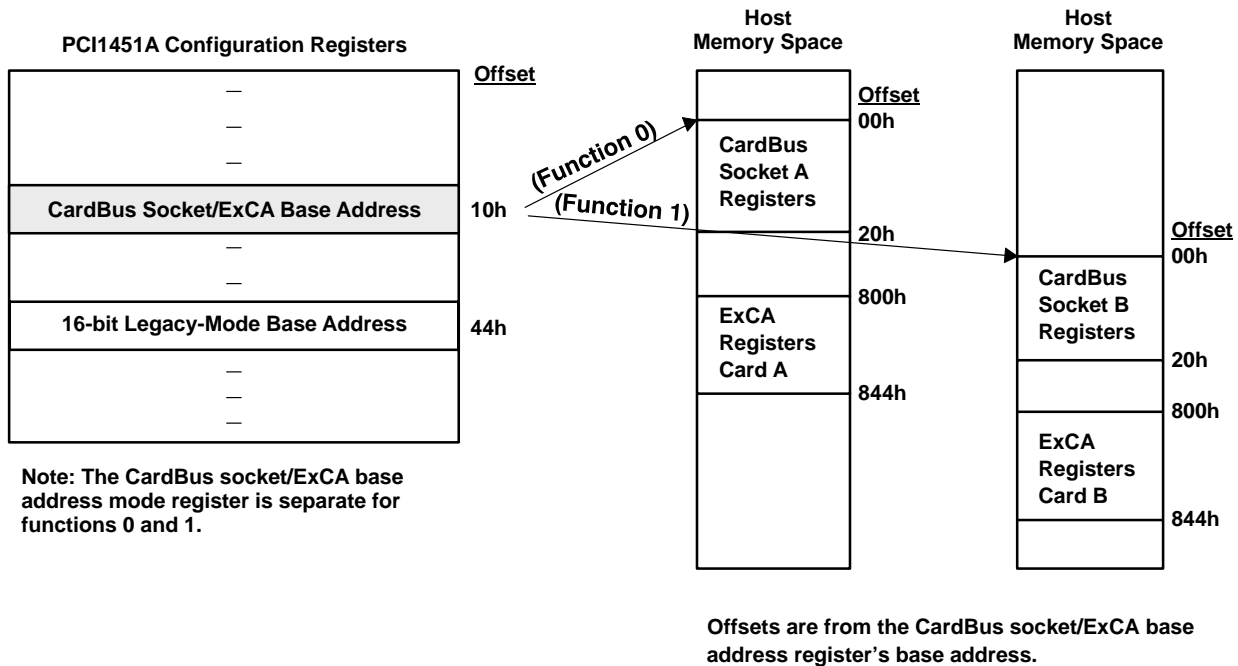 PCI1451A Configuration Registers
Offset
—
—
—
CardBus Socket/ExCA Base Address
10h
—
—
16-bit Legacy-Mode Base Address
44h
—
—
—
Note: The CardBus socket/ExCA base
address mode register is separate for
functions 0 and 1.
(Function 0)
(Function 1)
Host
Memory Space
Offset
00h
CardBus
Socket A
Registers
20h
800h
ExCA
Registers
Card A
844h
Host
Memory Space
Offset
00h
CardBus
Socket B
Registers
20h
800h
ExCA
Registers
Card B
844h
Offsets are from the CardBus socket/ExCA base
address register's base address.